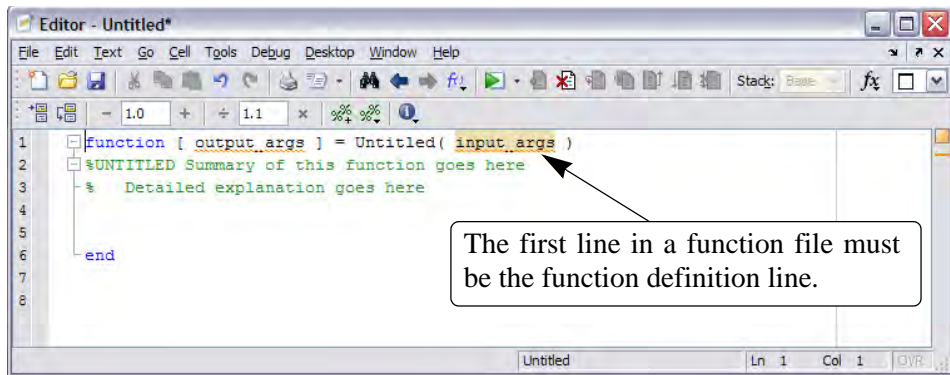 Editor - Untitled*
File Edit Text Go Cell Tools Debug Desktop Window Help
Stack: Base fx
- 1.0 + ÷ 1.1 ×
1 function [ output_args ] = Untitled( input_args )
2 %UNTITLED Summary of this function goes here
3 % Detailed explanation goes here
4
5
6 end
7
8
The first line in a function file must
be the function definition line.
Untitled Ln 1 Col 1 OVR